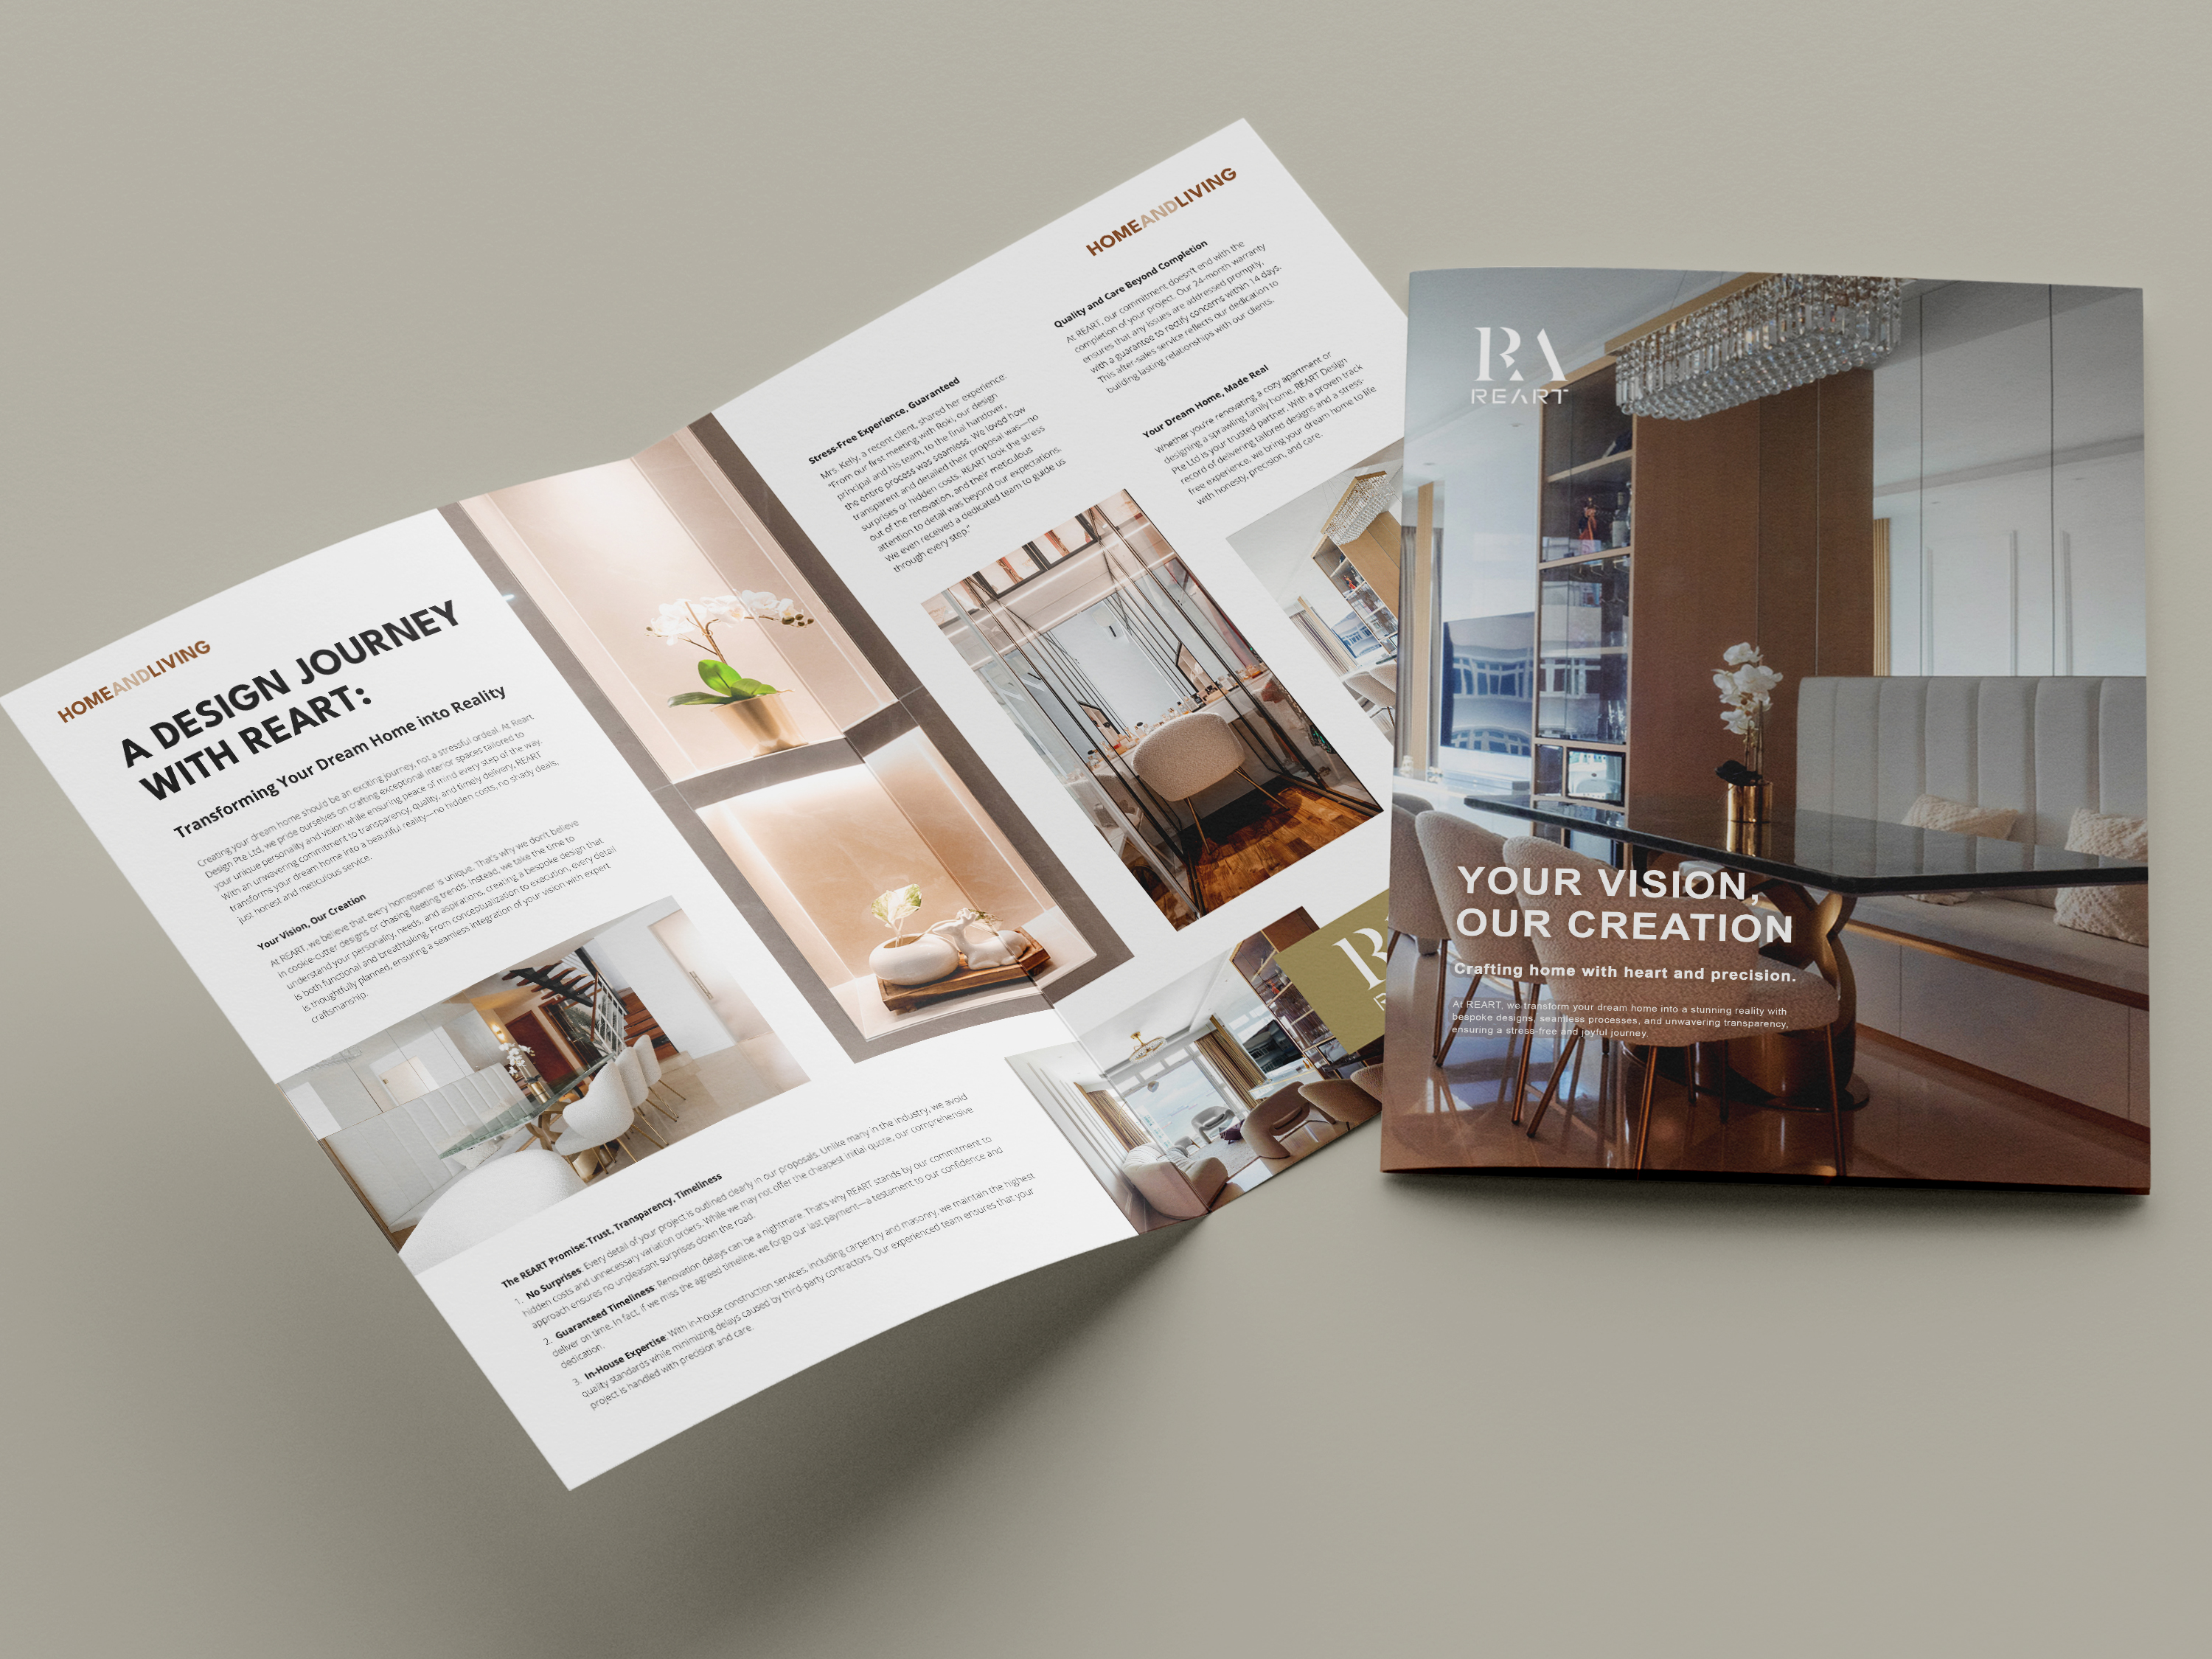 HOMEANDLIVING
A DESIGN JOURNEY
WITH REART:
Transforming Your Dream Home into Reality
Creating your dream home should be an exciting journey, not a stressful ordeal. At Reart
Design Pte Ltd, we pride ourselves on crafting exceptional interior spaces tailored to
your unique personality and vision while ensuring peace of mind every step of the way.
With an unwavering commitment to transparency, quality, and timely delivery, REART
transforms your dream home into a beautiful reality—no hidden costs, no shady deals,
just honest and meticulous service.
Your Vision, Our Creation
At REART, we believe that every homeowner is unique. That's why we don't believe
in cookie-cutter designs or chasing fleeting trends. Instead, we take the time to
understand your personality, needs, and aspirations, creating a bespoke design that
is both functional and breathtaking. From conceptualization to execution, every detail
is thoughtfully planned, ensuring a seamless integration of your vision with expert
craftsmanship.
The REART Promise: Trust, Transparency, Timeliness
1. No Surprises: Every detail of your project is outlined clearly in our proposals. Unlike many in the industry, we avoid
hidden costs and unnecessary variation orders. While we may not offer the cheapest initial quote, our comprehensive
approach ensures no unpleasant surprises down the road.
2. Guaranteed Timeliness: Renovation delays can be a nightmare. That's why REART stands by our commitment to
deliver on time. In fact, if we miss the agreed timeline, we forgo our last payment—a testament to our confidence and
dedication.
3. In-House Expertise: With in-house construction services, including carpentry and masonry, we maintain the highest
quality standards while minimizing delays caused by third-party contractors. Our experienced team ensures that your
project is handled with precision and care.
Stress-Free Experience, Guaranteed
Mrs. Kelly, a recent client, shared her experience:
"From our first meeting with Roki, our design
principal and his team, to the final handover,
the entire process was seamless. We loved how
transparent and detailed their proposal was—no
surprises or hidden costs. REART took the stress
out of the renovation, and their meticulous
attention to detail was beyond our expectations.
We even received a dedicated team to guide us
through every step."
HOMEANDLIVING
Quality and Care Beyond Completion
At REART, our commitment doesn't end with the
completion of your project. Our 24-month warranty
ensures that any issues are addressed promptly,
with a guarantee to rectify concerns within 14 days.
This after-sales service reflects our dedication to
building lasting relationships with our clients.
Your Dream Home, Made Real
Whether you're renovating a cozy apartment or
designing a sprawling family home, REART Design
Pte Ltd is your trusted partner. With a proven track
record of delivering tailored designs and a stress-
free experience, we bring your dream home to life
with honesty, precision, and care.
RA
REART
YOUR VISION,
OUR CREATION
Crafting home with heart and precision.
At REART, we transform your dream home into a stunning reality with
bespoke designs, seamless processes, and unwavering transparency,
ensuring a stress-free and joyful journey.